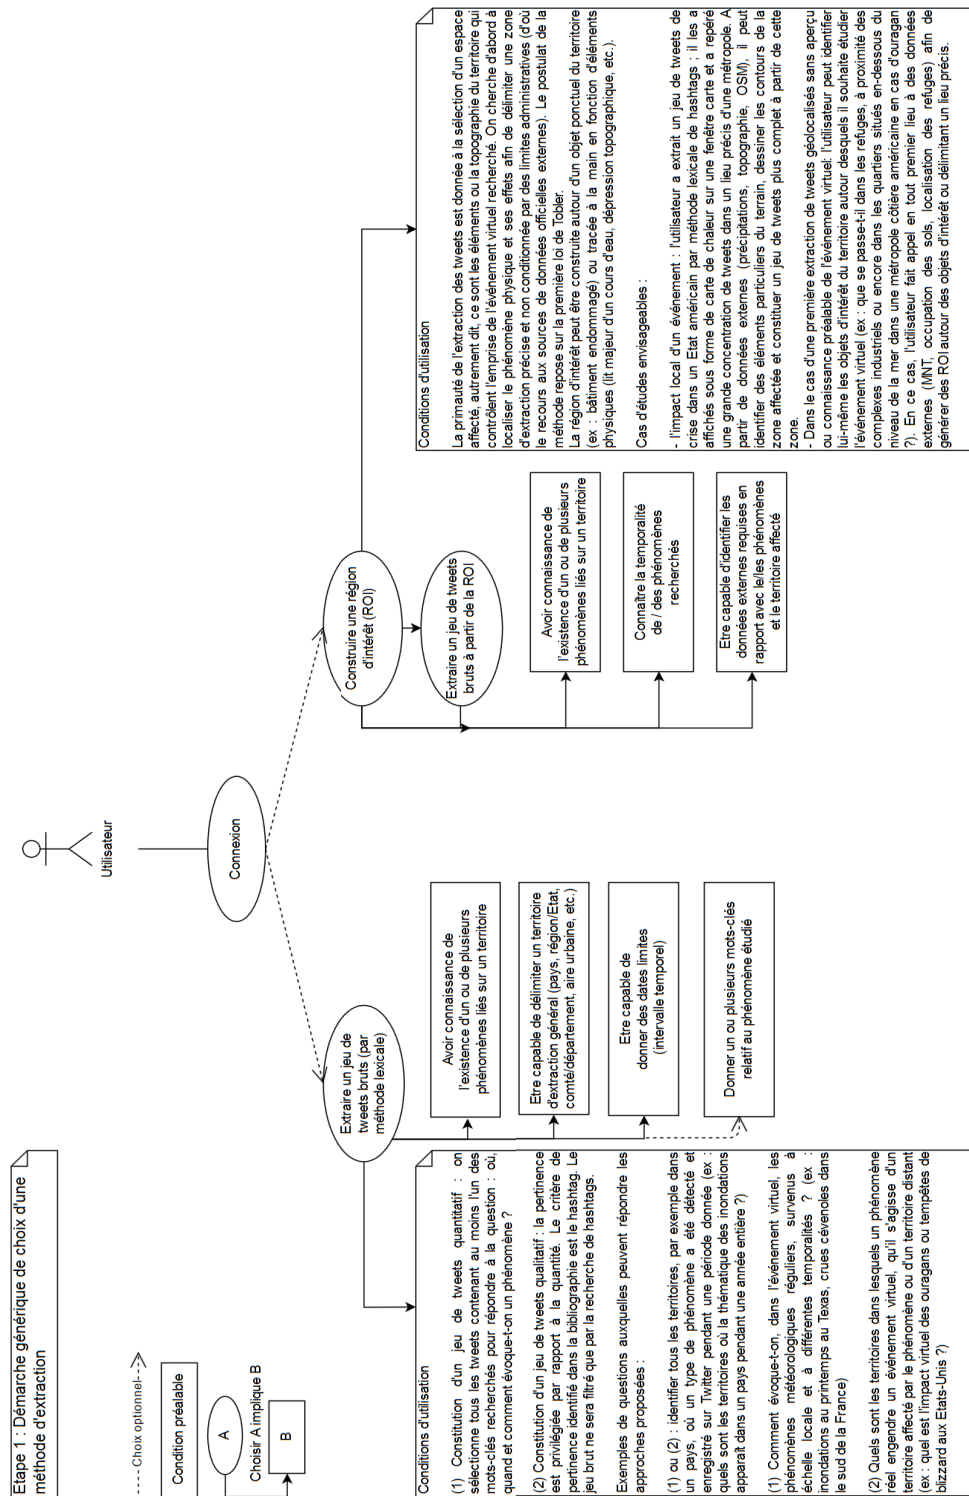 Etape 1 : Démarche générique de choix d'une
méthode d'extraction
Choix optionnel
Condition préalable
A
Choisir A implique B
B
Utilisateur
Connexion
Extraire un jeu de
tweets bruts (par
méthode lexicale)
Avoir connaissance de
l'existence d'un ou de plusieurs
phénomènes liés sur un territoire
Etre capable de délimiter un territoire
d'extraction général (pays, région/Etat,
comté/département, aire urbaine, etc.)
Etre capable de
donner des dates limites
(intervalle temporel)
Donner un ou plusieurs mots-clés
relatif au phénomène étudié
Conditions d'utilisation
(1) Constitution d'un jeu de tweets quantitatif : on
sélectionne tous les tweets contenant au moins l'un des
mots-clés recherchés pour répondre à la question : où,
quand et comment évoque-t-on un phénomène ?
(2) Constitution d'un jeu de tweets qualitatif : la pertinence
est privilégiée par rapport à la quantité. Le critère de
pertinence identifié dans la bibliographie est le hashtag. Le
jeu brut ne sera filtré que par la recherche de hashtags.
Exemples de questions auxquelles peuvent répondre les
approches proposées :
(1) ou (2) : identifier tous les territoires, par exemple dans
un pays, où un type de phénomène a été détecté et
enregistré sur Twitter pendant une période donnée (ex :
quels sont les territoires où la thématique des inondations
apparaît dans un pays pendant une année entière ?)
(1) Comment évoque-t-on, dans l'événement virtuel, les
phénomènes météorologiques réguliers, survenus à
échelle locale et à différentes temporalités ? (ex :
inondations au printemps au Texas, crues cévenoles dans
le sud de la France)
(2) Quels sont les territoires dans lesquels un phénomène
réel engendre un événement virtuel, qu'il s'agisse d'un
territoire affecté par le phénomène ou d'un territoire distant
(ex : quel est l'impact virtuel des ouragans ou tempêtes de
blizzard aux Etats-Unis ?)
Construire une région
d'intérêt (ROI)
Extraire un jeu de tweets
bruts à partir de la ROI
Avoir connaissance de
l'existence d'un ou de plusieurs
phénomènes liés sur un territoire
Connaître la temporalité
de / des phénomènes
recherchés
Etre capable d'identifier les
données externes requises en
rapport avec le/les phénomènes
et le territoire affecté
Conditions d'utilisation
La primauté de l'extraction des tweets est donnée à la sélection d'un espace
affecté, autrement dit, ce sont les éléments ou la topographie du territoire qui
contrôlent l'emprise de l'événement virtuel recherché. On cherche d'abord à
localiser le phénomène physique et ses effets afin de délimiter une zone
d'extraction précise et non conditionnée par des limites administratives (d'où
le recours aux sources de données officielles externes). Le postulat de la
méthode repose sur la première loi de Tobler.
La région d'intérêt peut être construite autour d'un objet ponctuel du territoire
(ex : bâtiment endommagé) ou tracée à la main en fonction d'éléments
physiques (lit majeur d'un cours d'eau, dépression topographique, etc.).
Cas d'études envisageables :
- l'impact local d'un événement : l'utilisateur a extrait un jeu de tweets de
crise dans un Etat américain par méthode lexicale de hashtags ; il les a
affichés sous forme de carte de chaleur sur une fenêtre carte et a repéré
une grande concentration de tweets dans un lieu précis d'une métropole. A
partir de données externes (précipitations, topographie, OSM), il peut
identifier des éléments particuliers du terrain, dessiner les contours de la
zone affectée et constituer un jeu de tweets plus complet à partir de cette
zone.
- Dans le cas d'une première extraction de tweets géolocalisés sans aperçu
ou connaissance préalable de l'événement virtuel: l'utilisateur peut identifier
lui-même les objets d'intérêt du territoire autour desquels il souhaite étudier
l'événement virtuel (ex : que se passe-t-il dans les refuges, à proximité des
complexes industriels ou encore dans les quartiers situés en-dessous du
niveau de la mer dans une métropole côtière américaine en cas d'ouragan
?). En ce cas, l'utilisateur fait appel en tout premier lieu à des données
externes (MNT, occupation des sols, localisation des refuges) afin de
générer des ROI autour des objets d'intérêt ou délimitant un lieu précis.